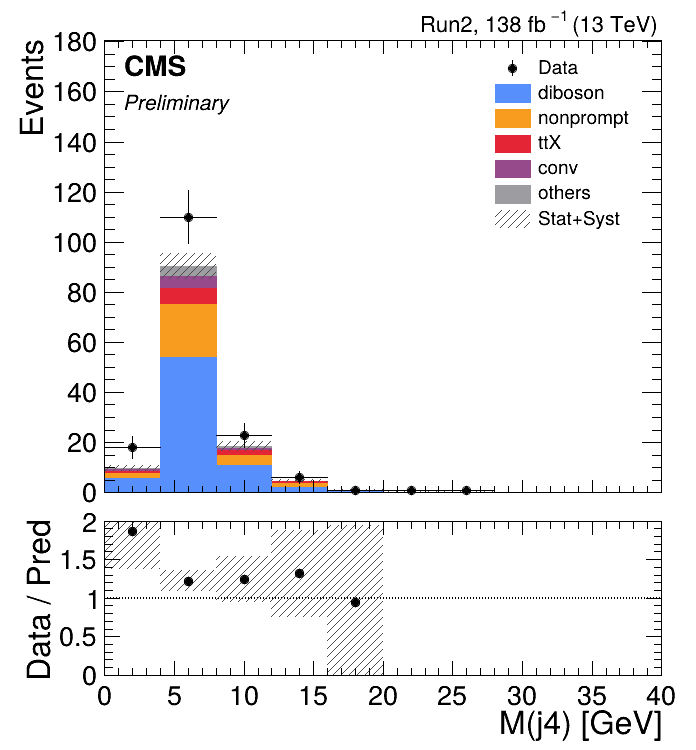 Run2, 138 fb⁻¹ (13 TeV)
Events
180
160
140
120
100
80
60
40
20
0
CMS
Preliminary
Data
diboson
nonprompt
ttX
conv
others
Stat+Syst
Data / Pred
2
1.5
1
0.5
0
0 5 10 15 20 25 30 35 40
M(j4) [GeV]